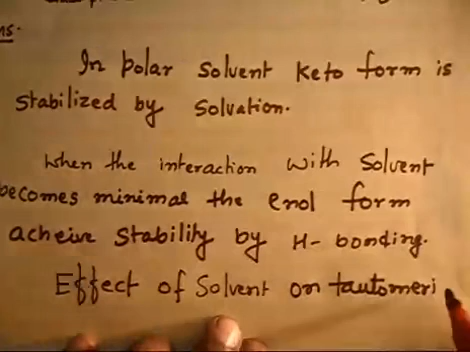 ns.
In polar solvent keto form is
stabilized by solvation.
when the interaction with solvent
becomes minimal the enol form
acheive stability by H-bonding.
Effect of Solvent on tautomeri